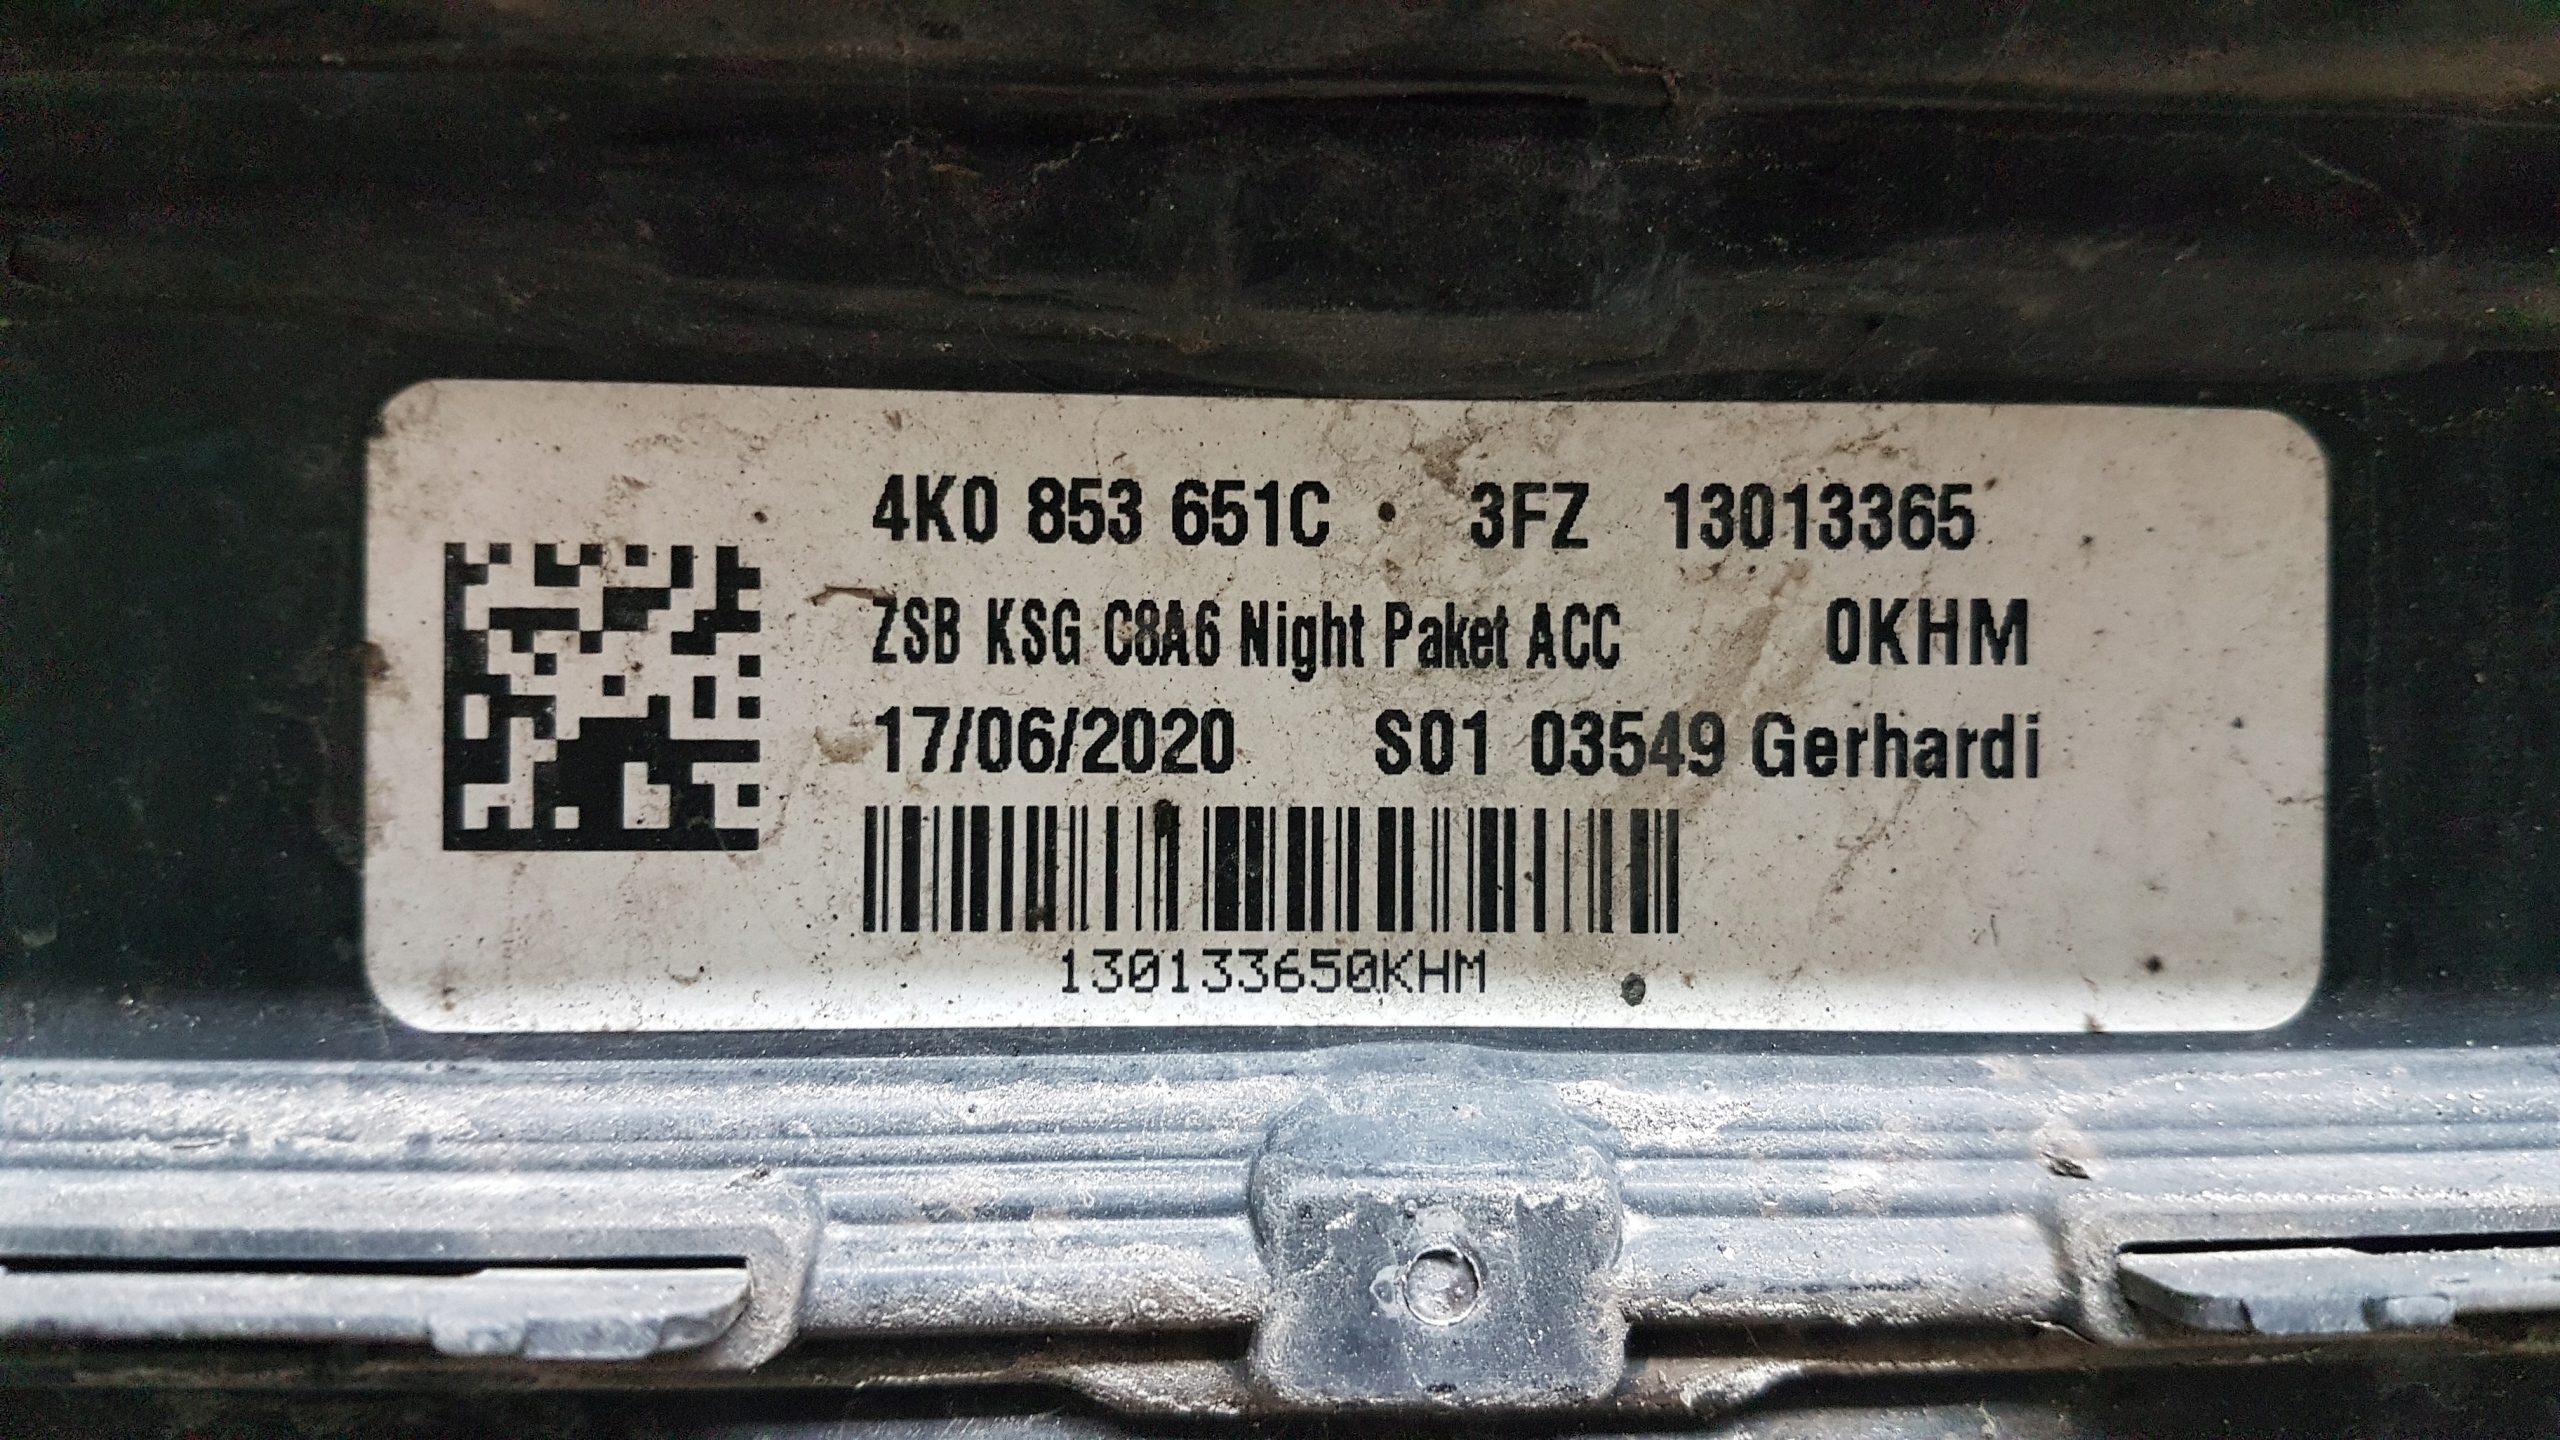 4K0 853 651C 3FZ 13013365
ZSB KSG C8A6 Night Paket ACC 0KHM
17/06/2020 S01 03549 Gerhardi
130133650KHM